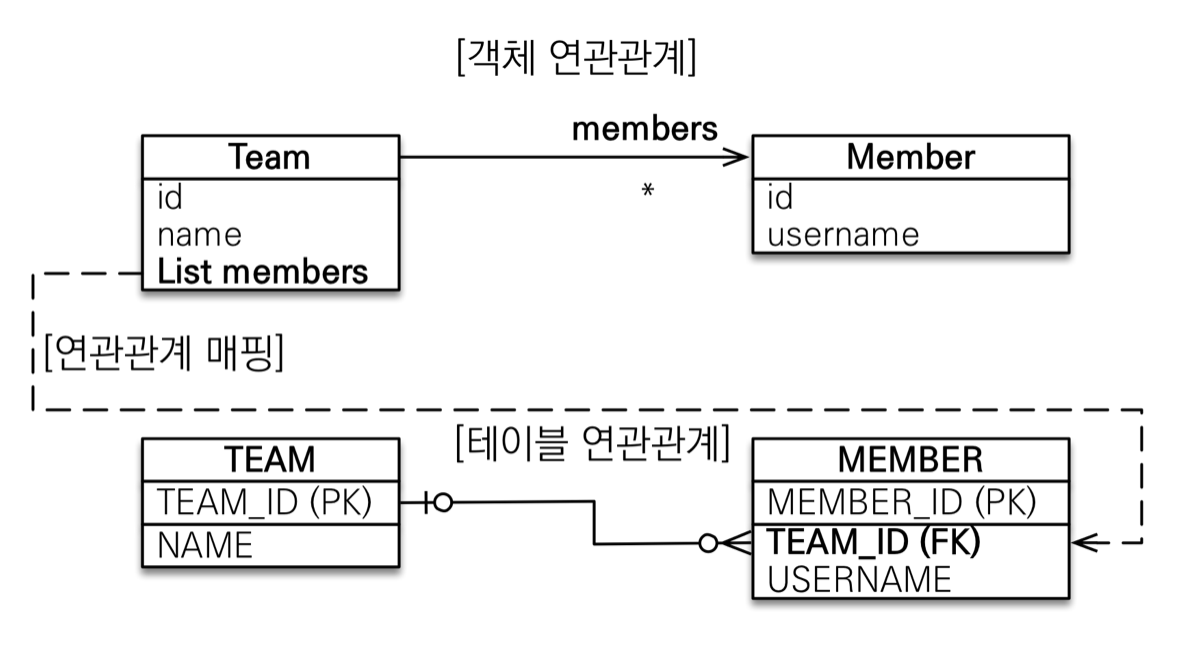 [객체 연관관계]
members
Team
Member
*
id
name
List members
id
username
[연관관계 매핑]
[테이블 연관관계]
TEAM
TEAM_ID (PK)
NAME
MEMBER
MEMBER_ID (PK)
TEAM_ID (FK)
USERNAME